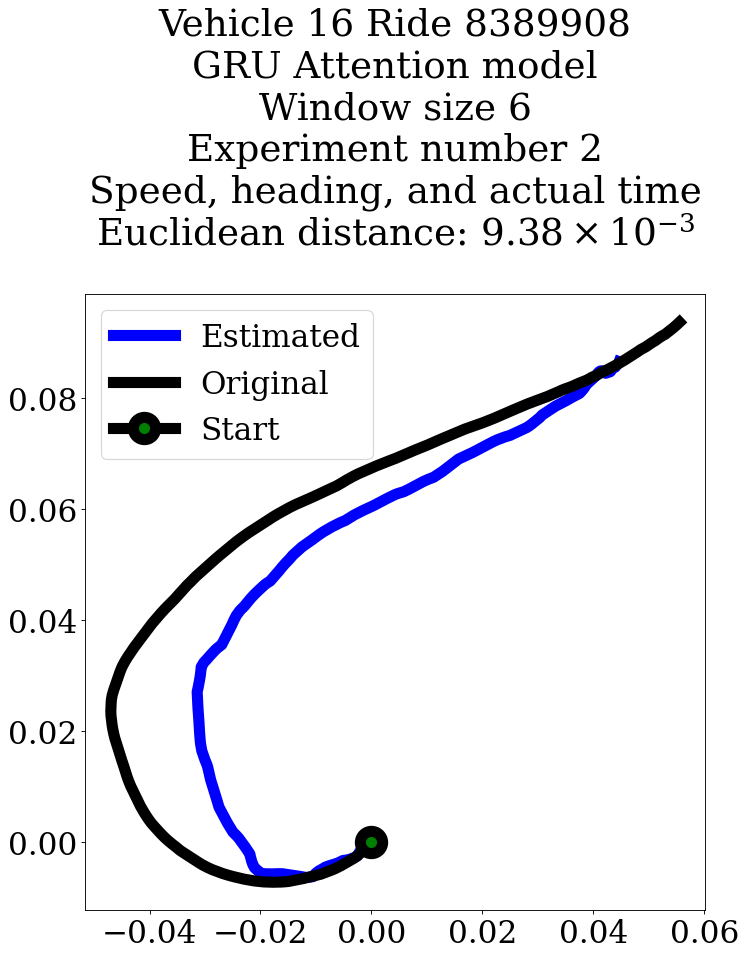 Vehicle 16 Ride 8389908
GRU Attention model
Window size 6
Experiment number 2
Speed, heading, and actual time
Euclidean distance: 9.38 × 10⁻³
Estimated
Original
Start
0.08
0.06
0.04
0.02
0.00
−0.04 −0.02 0.00 0.02 0.04 0.06